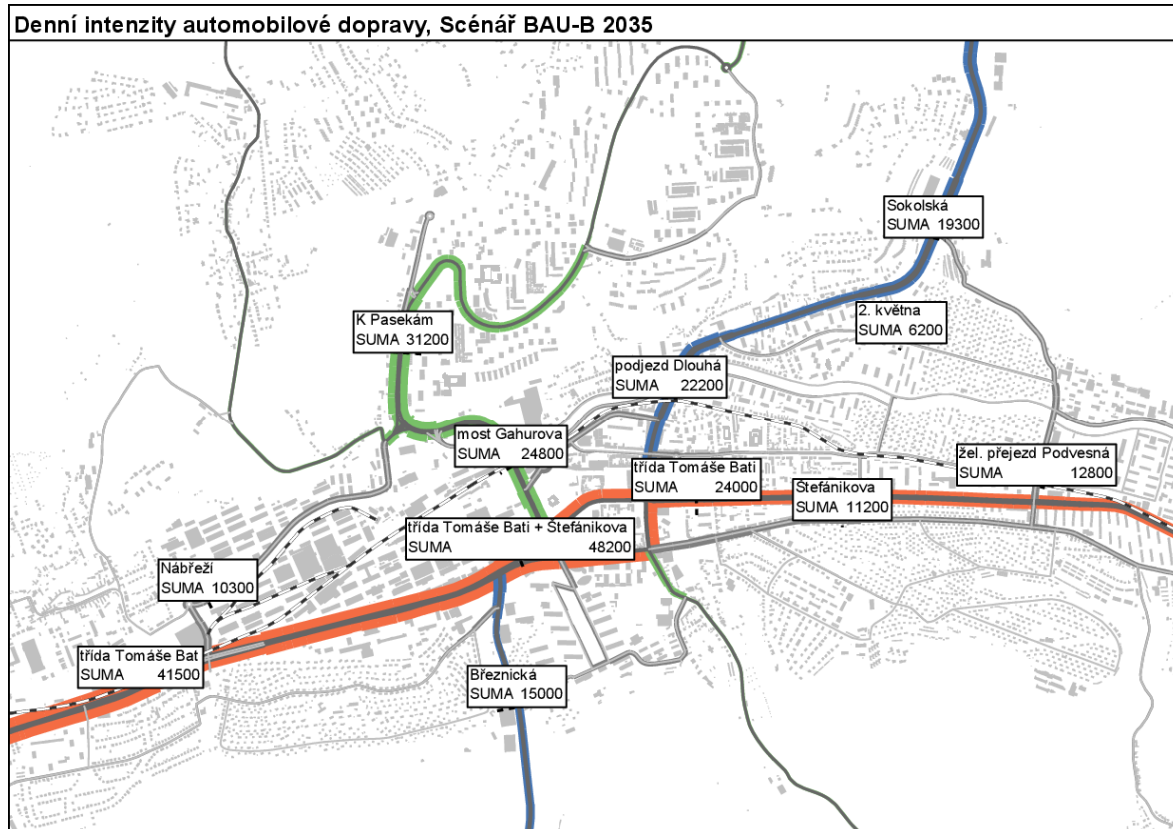 Denní intenzity automobilové dopravy, Scénář BAU-B 2035
Sokolská
SUMA 19300
2. května
SUMA 6200
K Pasekám
SUMA 31200
podjezd Dlouhá
SUMA 22200
most Gahurova
SUMA 24800
třída Tomáše Bati
SUMA 24000
žel. přejezd Podvesná
SUMA 12800
Štefánikova
SUMA 11200
třída Tomáše Bati + Štefánikova
SUMA 48200
Nábřeží
SUMA 10300
třída Tomáše Bat
SUMA 41500
Březnická
SUMA 15000